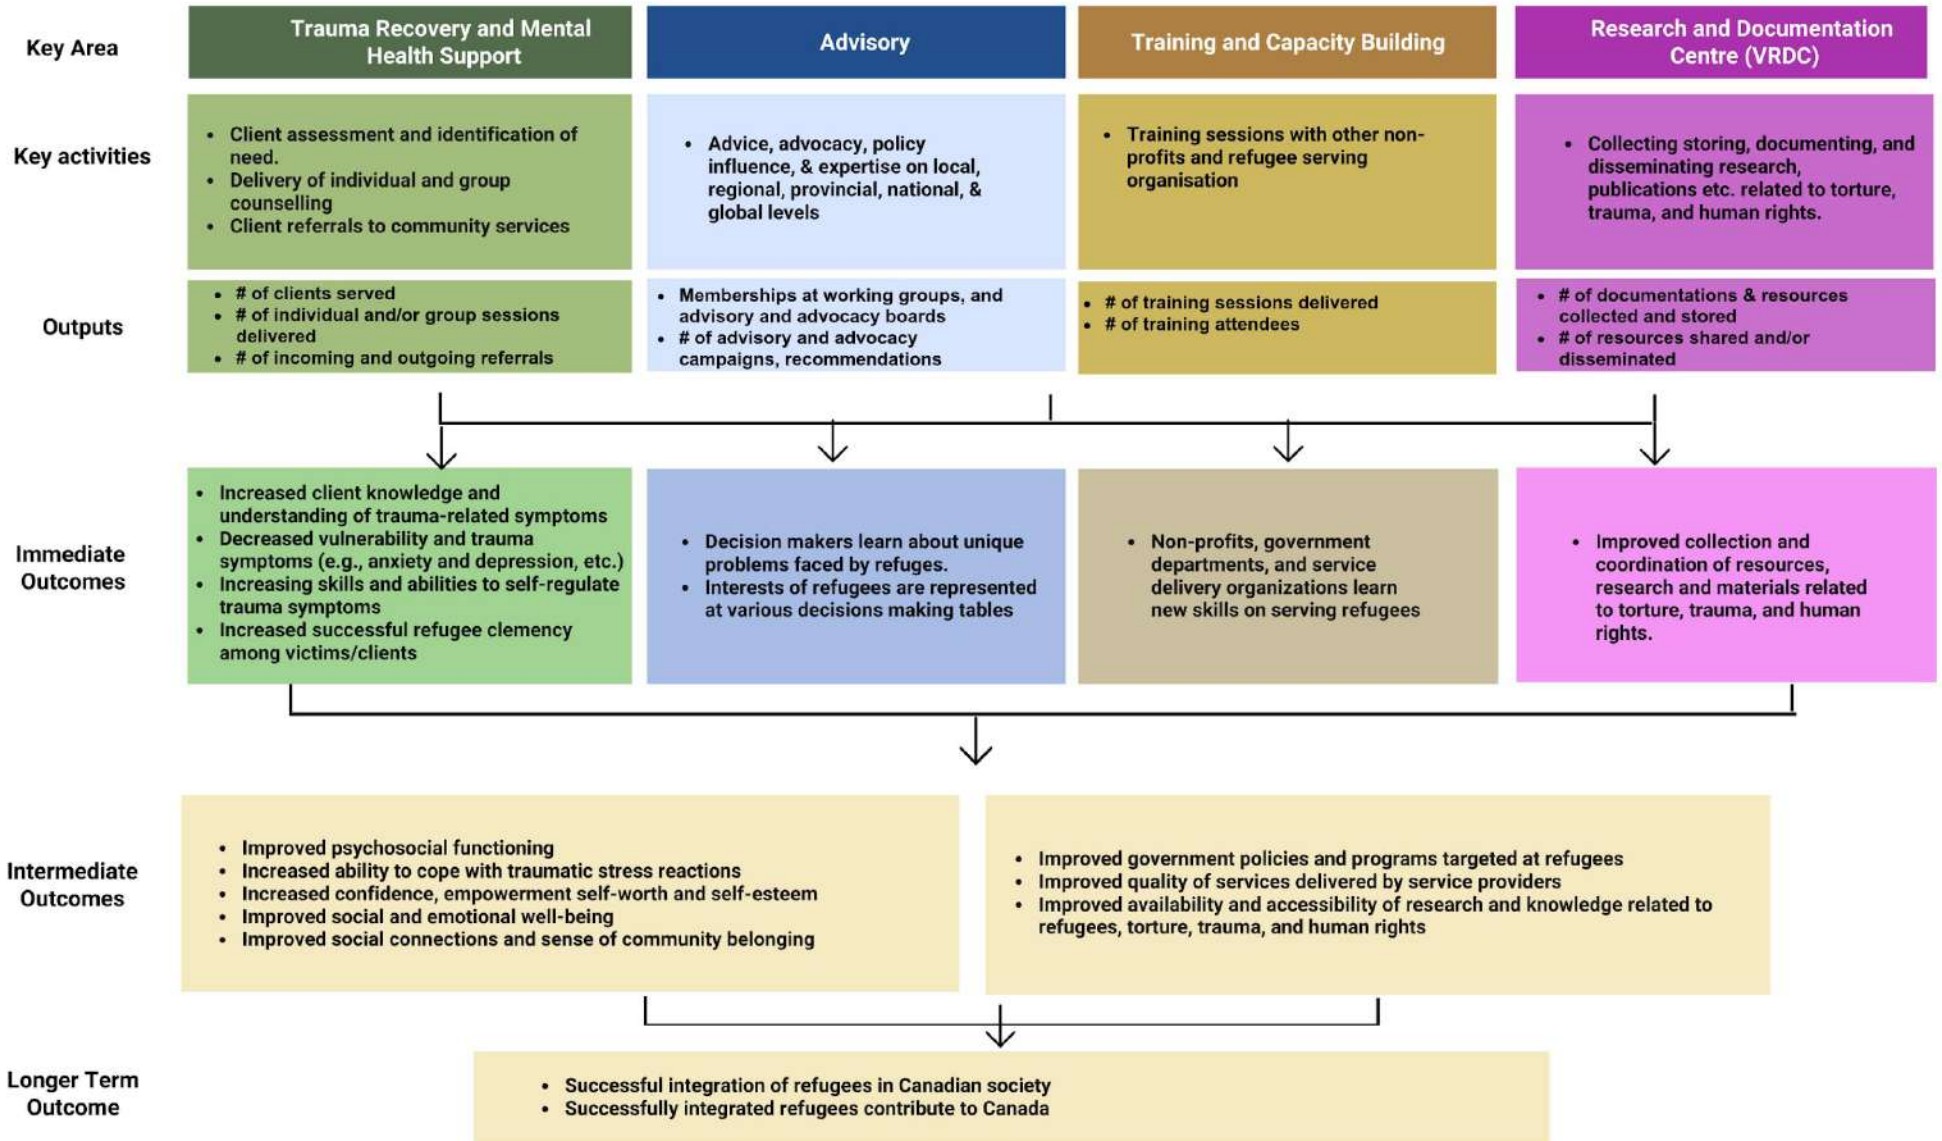 Key Area
Trauma Recovery and Mental
Health Support
Advisory
Training and Capacity Building
Research and Documentation
Centre (VRDC)
Key activities
• Client assessment and identification of
need.
• Delivery of individual and group
counselling
• Client referrals to community services
• Advice, advocacy, policy
influence, & expertise on local,
regional, provincial, national, &
global levels
• Training sessions with other non-
profits and refugee serving
organisation
• Collecting storing, documenting, and
disseminating research,
publications etc. related to torture,
trauma, and human rights.
Outputs
• # of clients served
• # of individual and/or group sessions
delivered
• # of incoming and outgoing referrals
• Memberships at working groups, and
advisory and advocacy boards
• # of advisory and advocacy
campaigns, recommendations
• # of training sessions delivered
• # of training attendees
• # of documentations & resources
collected and stored
• # of resources shared and/or
disseminated
Immediate
Outcomes
• Increased client knowledge and
understanding of trauma-related symptoms
• Decreased vulnerability and trauma
symptoms (e.g., anxiety and depression, etc.)
• Increasing skills and abilities to self-regulate
trauma symptoms
• Increased successful refugee clemency
among victims/clients
• Decision makers learn about unique
problems faced by refuges.
• Interests of refugees are represented
at various decisions making tables
• Non-profits, government
departments, and service
delivery organizations learn
new skills on serving refugees
• Improved collection and
coordination of resources,
research and materials related
to torture, trauma, and human
rights.
Intermediate
Outcomes
• Improved psychosocial functioning
• Increased ability to cope with traumatic stress reactions
• Increased confidence, empowerment self-worth and self-esteem
• Improved social and emotional well-being
• Improved social connections and sense of community belonging
• Improved government policies and programs targeted at refugees
• Improved quality of services delivered by service providers
• Improved availability and accessibility of research and knowledge related to
refugees, torture, trauma, and human rights
Longer Term
Outcome
• Successful integration of refugees in Canadian society
• Successfully integrated refugees contribute to Canada